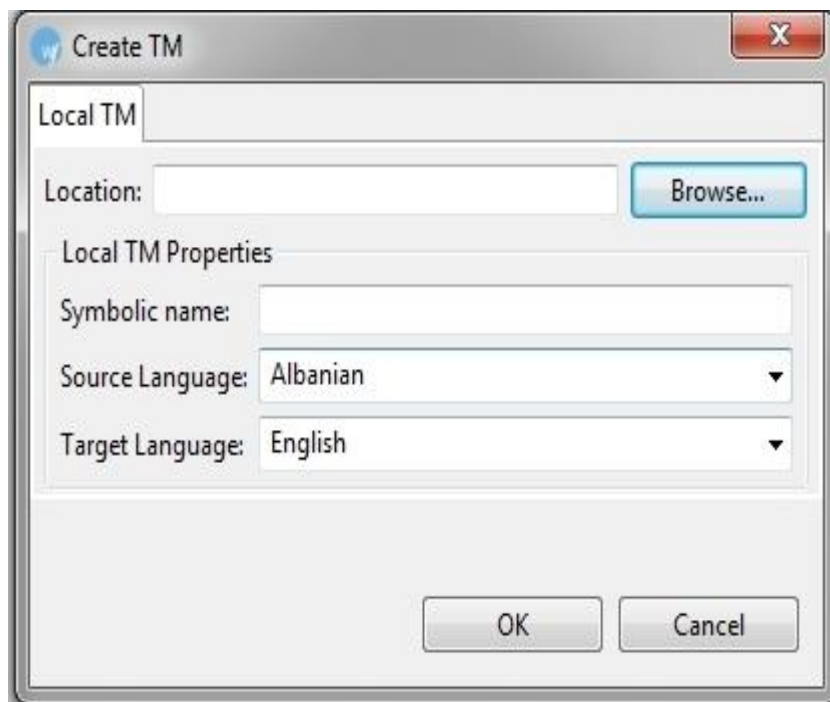 Create TM
Local TM
Location: Browse...
Local TM Properties
Symbolic name:
Source Language: Albanian
Target Language: English
OK Cancel